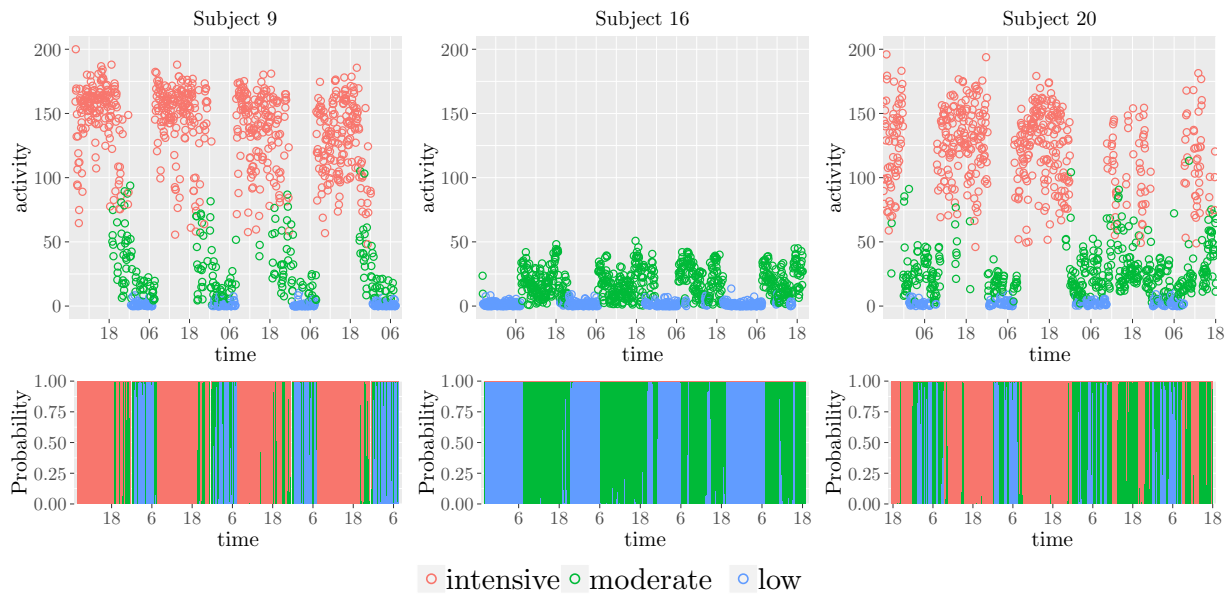 Subject 9
Subject 16
Subject 20
200
150
100
50
0
activity
18 06 18 06 18 06 18 06
time
200
150
100
50
0
activity
06 18 06 18 06 18 06 18
time
200
150
100
50
0
activity
06 18 06 18 06 18 06 18
time
1.00
0.75
0.50
0.25
0.00
Probability
18 6 18 6 18 6 18 6
time
1.00
0.75
0.50
0.25
0.00
Probability
6 18 6 18 6 18 6 18
time
1.00
0.75
0.50
0.25
0.00
Probability
18 6 18 6 18 6 18 6 18
time
intensive moderate low